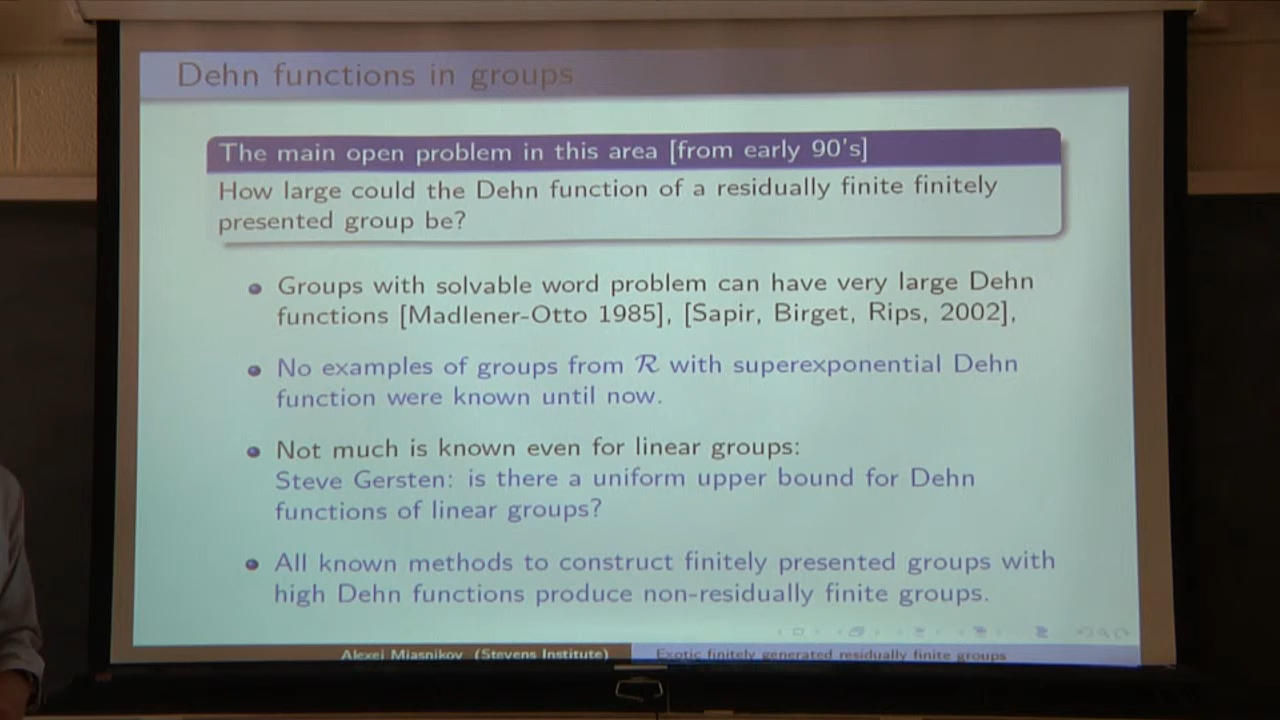 Dehn functions in groups
The main open problem in this area [from early 90's]
How large could the Dehn function of a residually finite finitely
presented group be?
Groups with solvable word problem can have very large Dehn
functions [Madlener-Otto 1985], [Sapir, Birget, Rips, 2002],
No examples of groups from R with superexponential Dehn
function were known until now.
Not much is known even for linear groups:
Steve Gersten: is there a uniform upper bound for Dehn
functions of linear groups?
All known methods to construct finitely presented groups with
high Dehn functions produce non-residually finite groups.
Alexei Miasnikov (Stevens Institute)
Exotic finitely generated residually finite groups